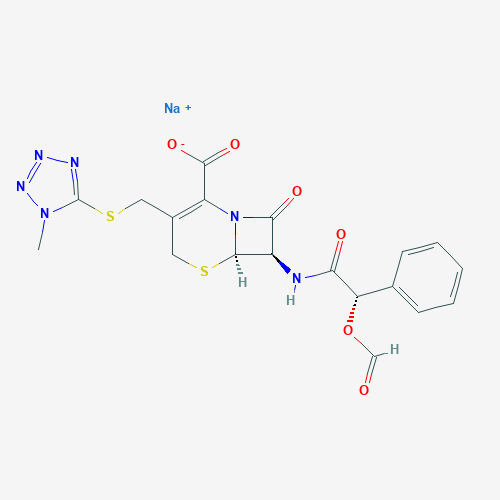 Na +
O - O
N N
N N O
N S N O
S H N
H O
H
O